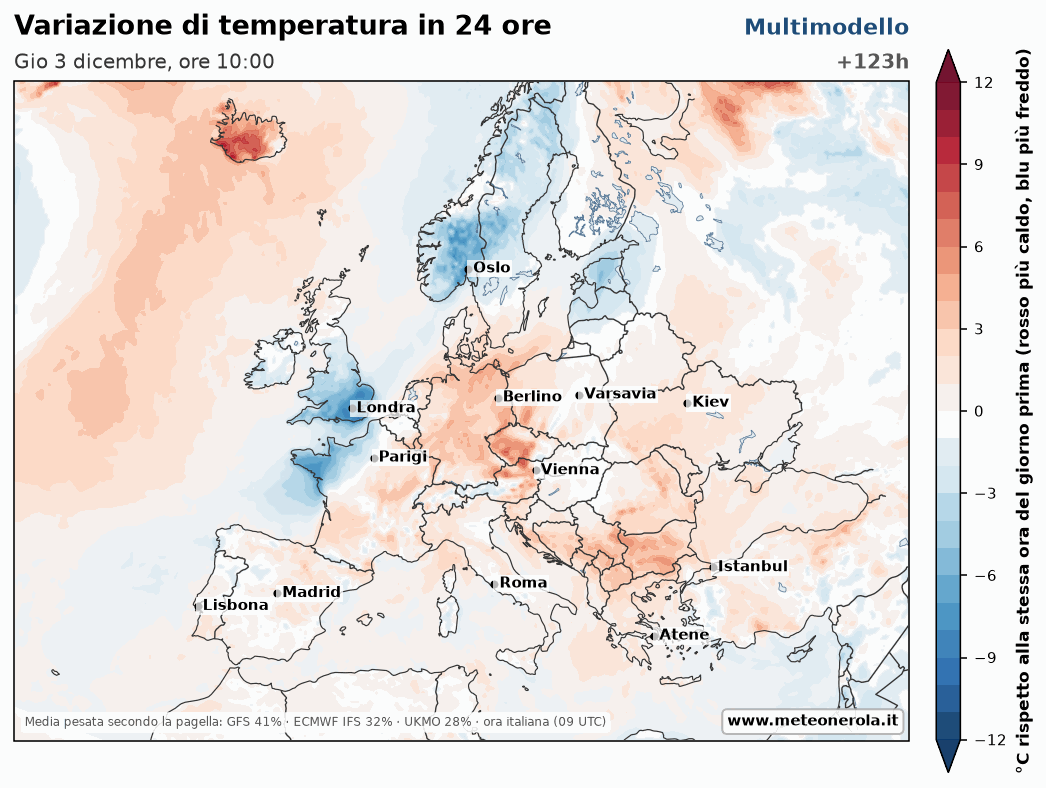 Variazione di temperatura in 24 ore
Multimodello
Gio 3 dicembre, ore 10:00
+123h
Oslo
Londra
Berlino
Varsavia
Kiev
Parigi
Vienna
Istanbul
Roma
Madrid
Lisbona
Atene
Media pesata secondo la pagella: GFS 41% · ECMWF IFS 32% · UKMO 28% · ora italiana (09 UTC)
www.meteonerola.it
12
9
6
3
0
−3
−6
−9
−12
°C rispetto alla stessa ora del giorno prima (rosso più caldo, blu più freddo)